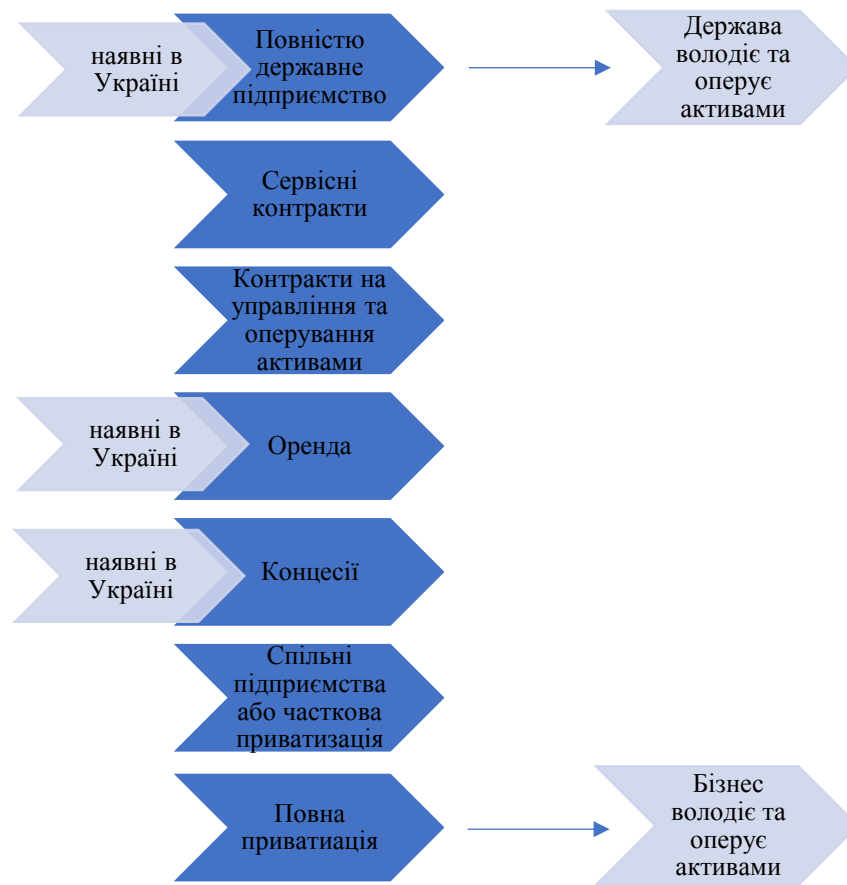 наявні в
Україні
Повністю
державне
підприємство
Держава
володіє та
оперує
активами
Сервісні
контракти
Контракти на
управління та
оперування
активами
наявні в
Україні
Оренда
наявні в
Україні
Концесії
Спільні
підприємства
або часткова
приватизація
Повна
приватиація
Бізнес
володіє та
оперує
активами